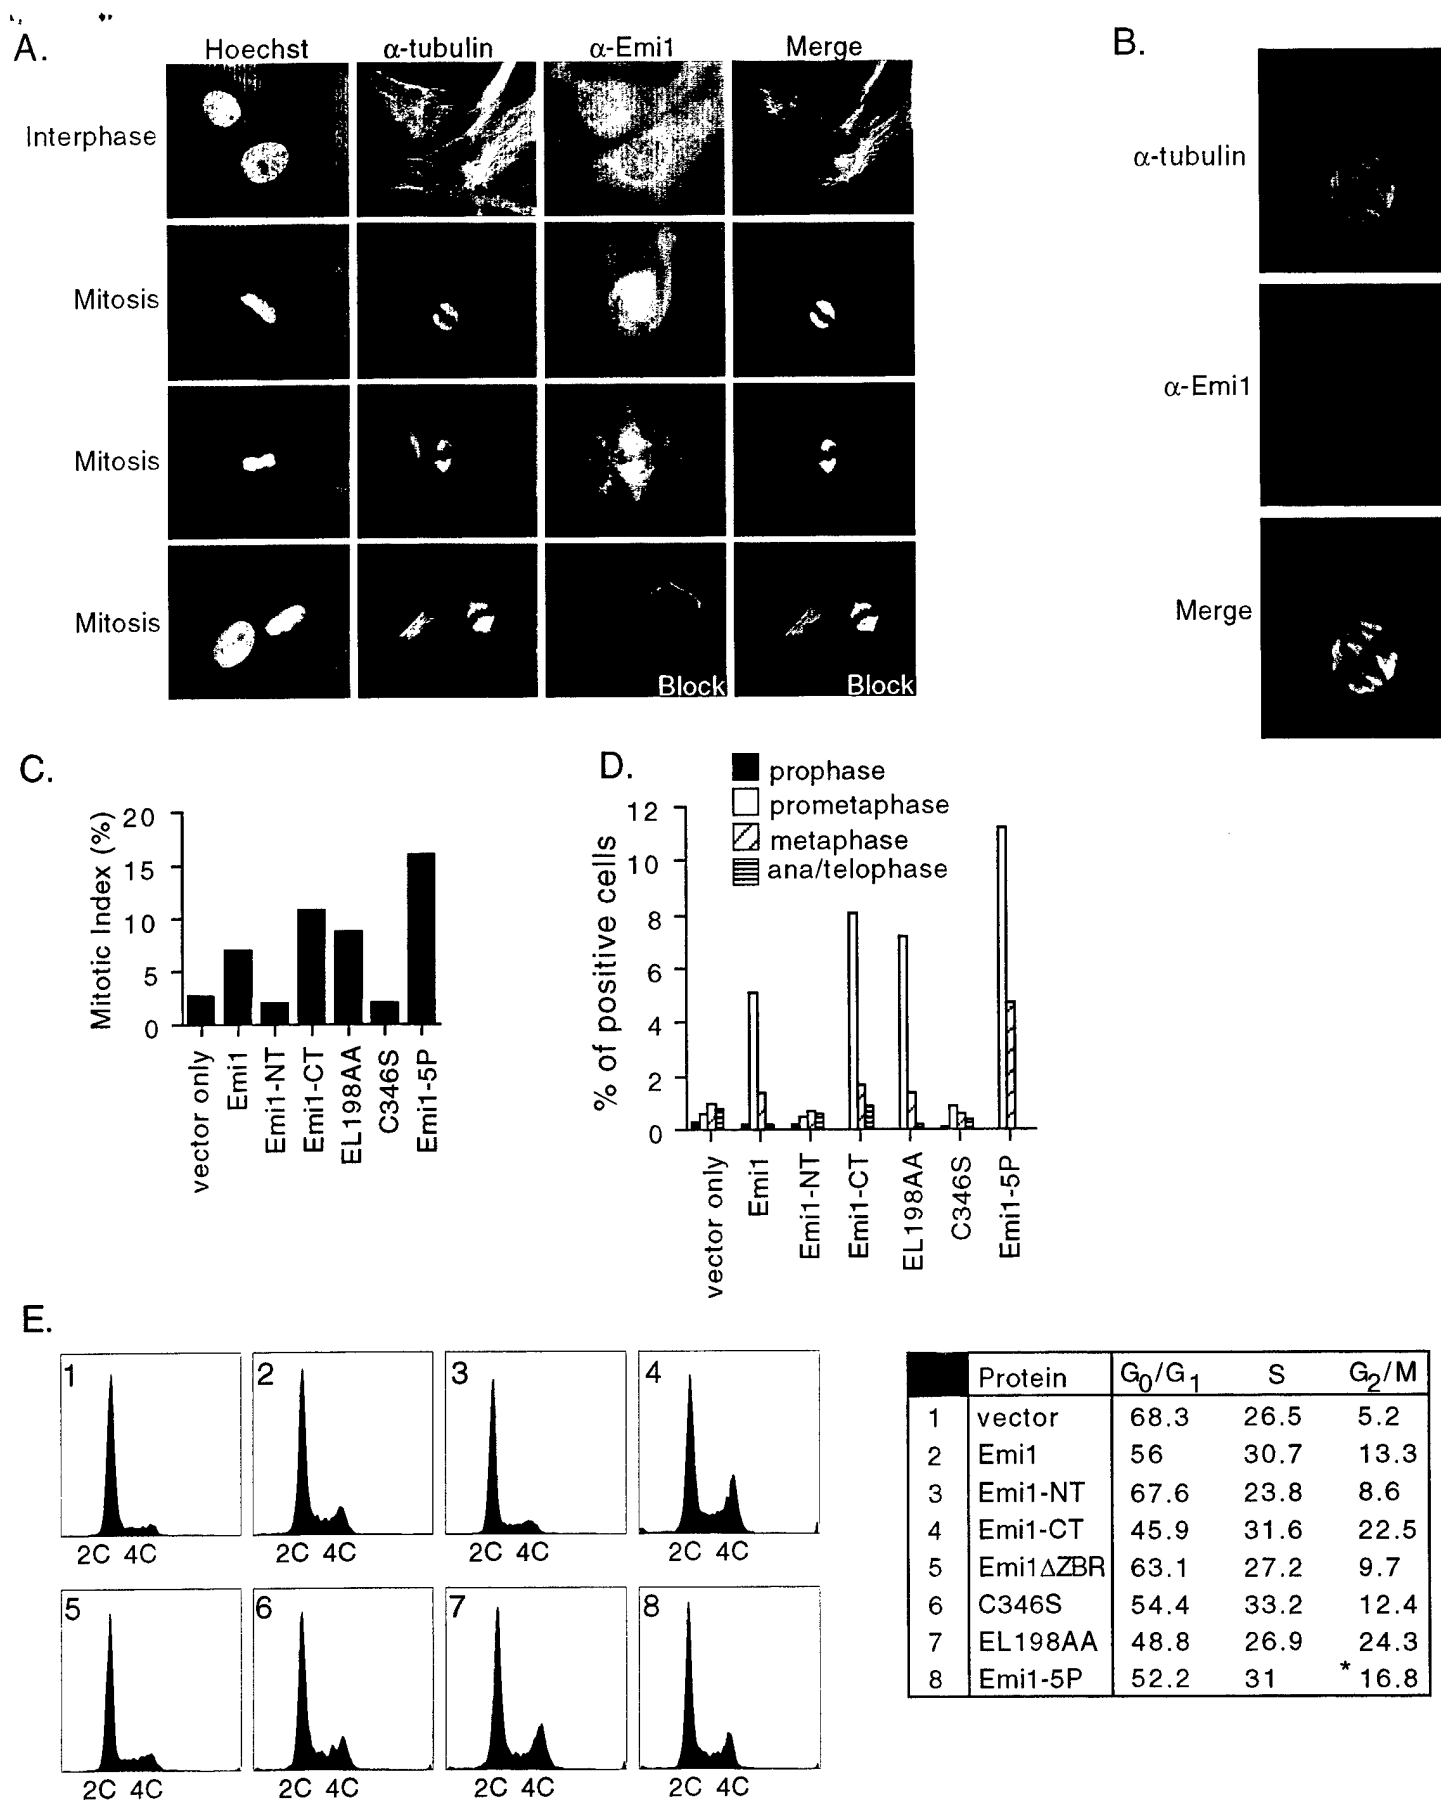 A.
Hoechst α-tubulin α-Emi1 Merge
Interphase
Mitosis
Mitosis
Mitosis
Block Block
B.
α-tubulin
α-Emi1
Merge
C.
Mitotic Index (%)
20
15
10
5
0
vector only
Emi1
Emi1-NT
Emi1-CT
EL198AA
C346S
Emi1-5P
D.
prophase
prometaphase
metaphase
ana/telophase
% of positive cells
12
10
8
6
4
2
0
vector only
Emi1
Emi1-NT
Emi1-CT
EL198AA
C346S
Emi1-5P
E.
1 2 3 4
2C 4C 2C 4C 2C 4C 2C 4C
5 6 7 8
2C 4C 2C 4C 2C 4C 2C 4C
Protein G0/G1 S G2/M
1 vector 68.3 26.5 5.2
2 Emi1 56 30.7 13.3
3 Emi1-NT 67.6 23.8 8.6
4 Emi1-CT 45.9 31.6 22.5
5 Emi1ΔZBR 63.1 27.2 9.7
6 C346S 54.4 33.2 12.4
7 EL198AA 48.8 26.9 24.3
8 Emi1-5P 52.2 31 * 16.8